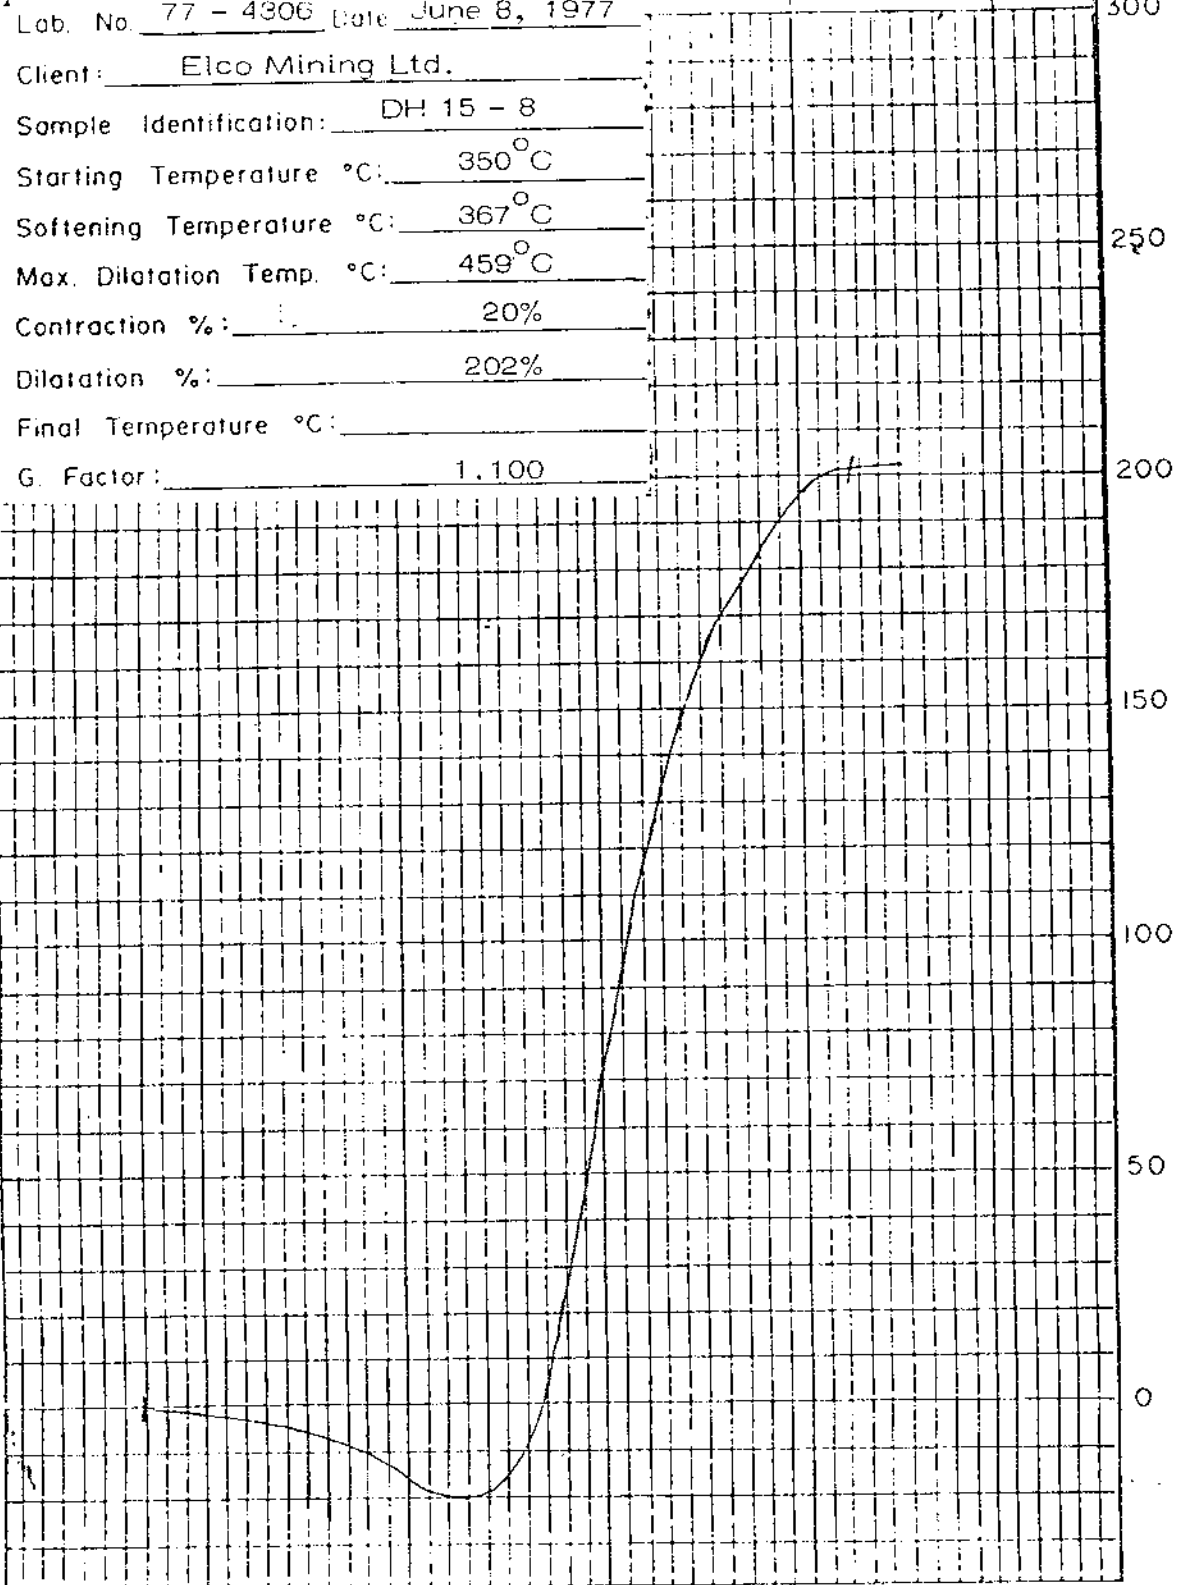 Lab. No. 77 - 4306 Date June 8, 1977
Client: Elco Mining Ltd.
Sample Identification: DH 15 - 8
Starting Temperature °C: 350°C
Softening Temperature °C: 367°C
Max. Dilatation Temp. °C: 459°C
Contraction %: 20%
Dilatation %: 202%
Final Temperature °C:
G. Factor: 1.100
300
250
200
150
100
50
0